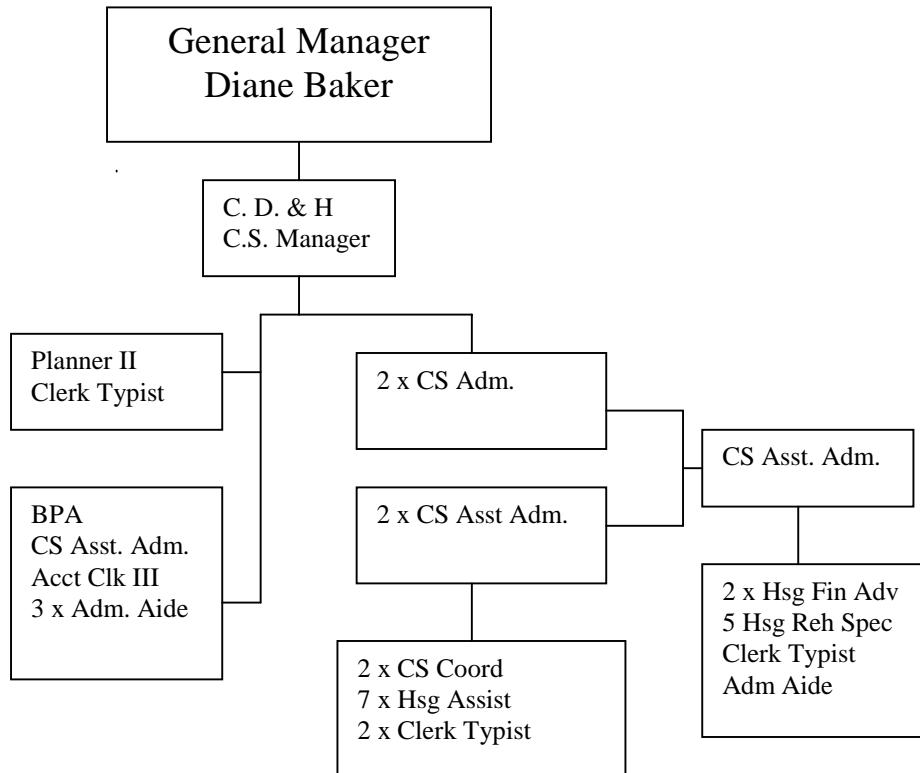 General Manager
Diane Baker
C. D. & H
C.S. Manager
Planner II
Clerk Typist
2 x CS Adm.
CS Asst. Adm.
BPA
CS Asst. Adm.
Acct Clk III
3 x Adm. Aide
2 x CS Asst Adm.
2 x Hsg Fin Adv
5 Hsg Reh Spec
Clerk Typist
Adm Aide
2 x CS Coord
7 x Hsg Assist
2 x Clerk Typist